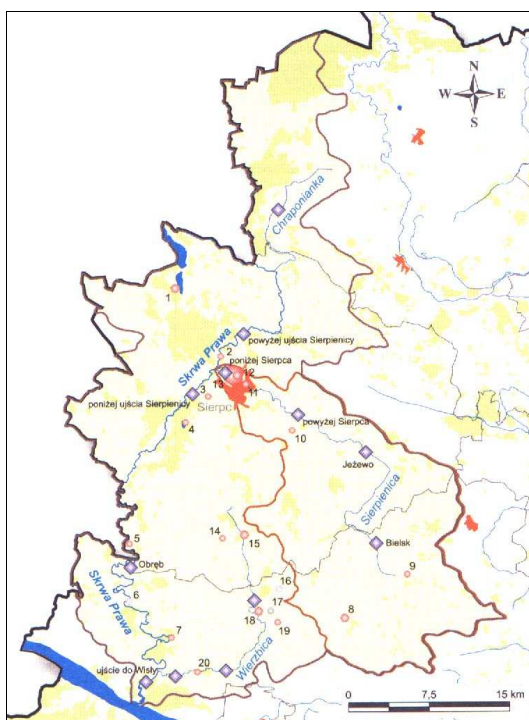 N
W E
S
Chraponianka
1
Skrwa Prawa
powyżej ujścia Sierpienicy
2
poniżej Sierpca
13 12
3
11
poniżej ujścia Sierpienicy
Sierpc
4
powyżej Sierpca
10
Jeżewo
Sierpienica
14
15
5
Bielsk
Obręb
9
16
6
Skrwa Prawa
17
18
19
8
7
Wierzbica
20
ujście do Wisły
0 7,5 15 km